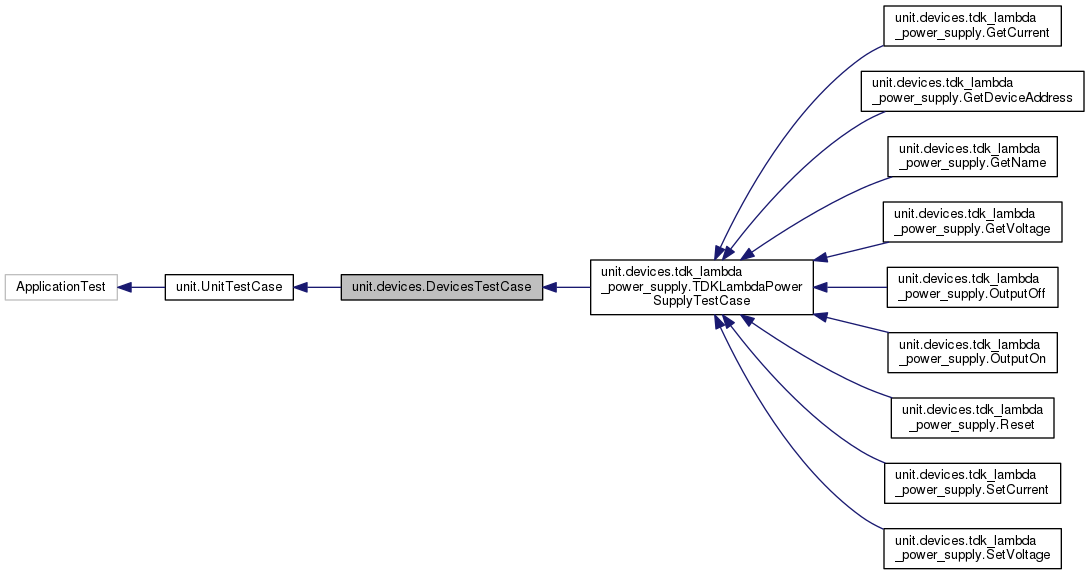 ApplicationTest
unit.UnitTestCase
unit.devices.DevicesTestCase
unit.devices.tdk_lambda
_power_supply.TDKLambdaPower
SupplyTestCase
unit.devices.tdk_lambda
_power_supply.GetCurrent
unit.devices.tdk_lambda
_power_supply.GetDeviceAddress
unit.devices.tdk_lambda
_power_supply.GetName
unit.devices.tdk_lambda
_power_supply.GetVoltage
unit.devices.tdk_lambda
_power_supply.OutputOff
unit.devices.tdk_lambda
_power_supply.OutputOn
unit.devices.tdk_lambda
_power_supply.Reset
unit.devices.tdk_lambda
_power_supply.SetCurrent
unit.devices.tdk_lambda
_power_supply.SetVoltage